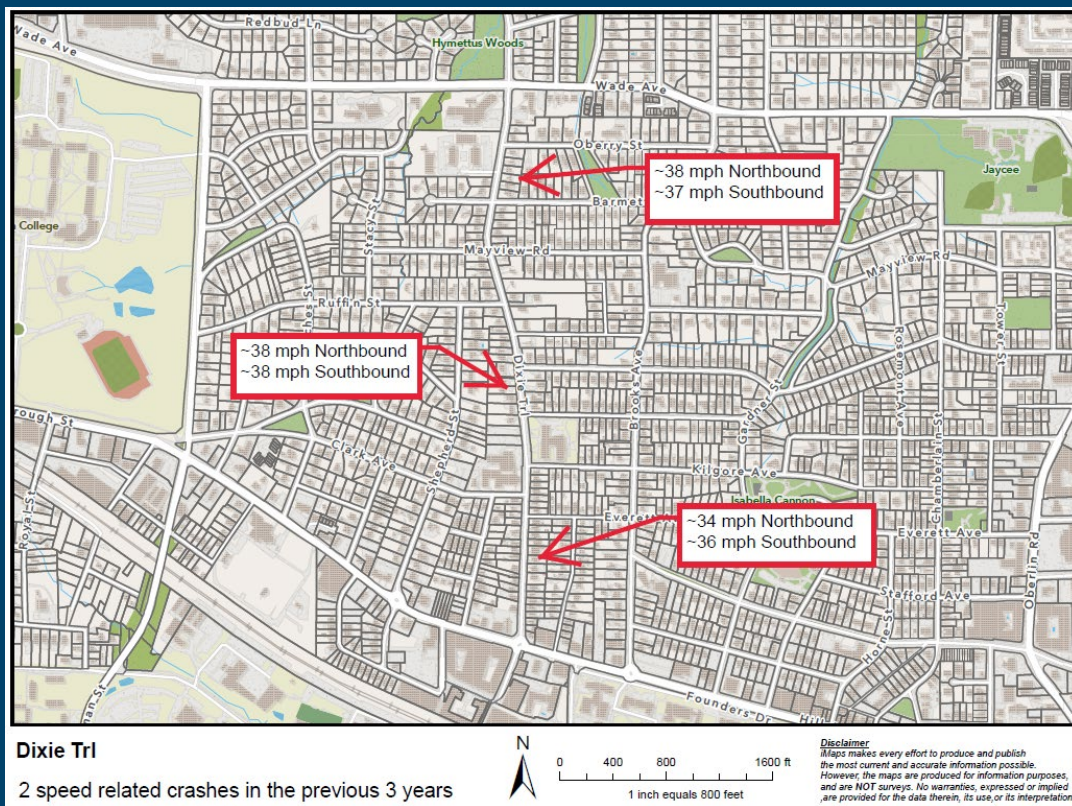 Redbud Ln
Wade Ave
Hymettus Woods
Wade Ave
Oberry St
Jaycee
~38 mph Northbound
~37 mph Southbound
Stacy St
Mayview Rd
Mayview Rd
College
Ruffin St
Tower St
Rosemont Ave
~38 mph Northbound
~38 mph Southbound
Dixie Trl
Brooks Ave
Gardner St
Chamberlain St
Shepherd St
Clark Ave
Kilgore Ave
Isabella Cannon
Royal St
~34 mph Northbound
~36 mph Southbound
Everett Ave
Oberlin Rd
Stafford Ave
Horne St
Founders Dr
Dixie Trl
2 speed related crashes in the previous 3 years
N
0 400 800 1600 ft
1 inch equals 800 feet
Disclaimer
iMaps makes every effort to produce and publish
the most current and accurate information possible.
However, the maps are produced for information purposes,
and are NOT surveys. No warranties, expressed or implied
,are provided for the data therein, its use,or its interpretation